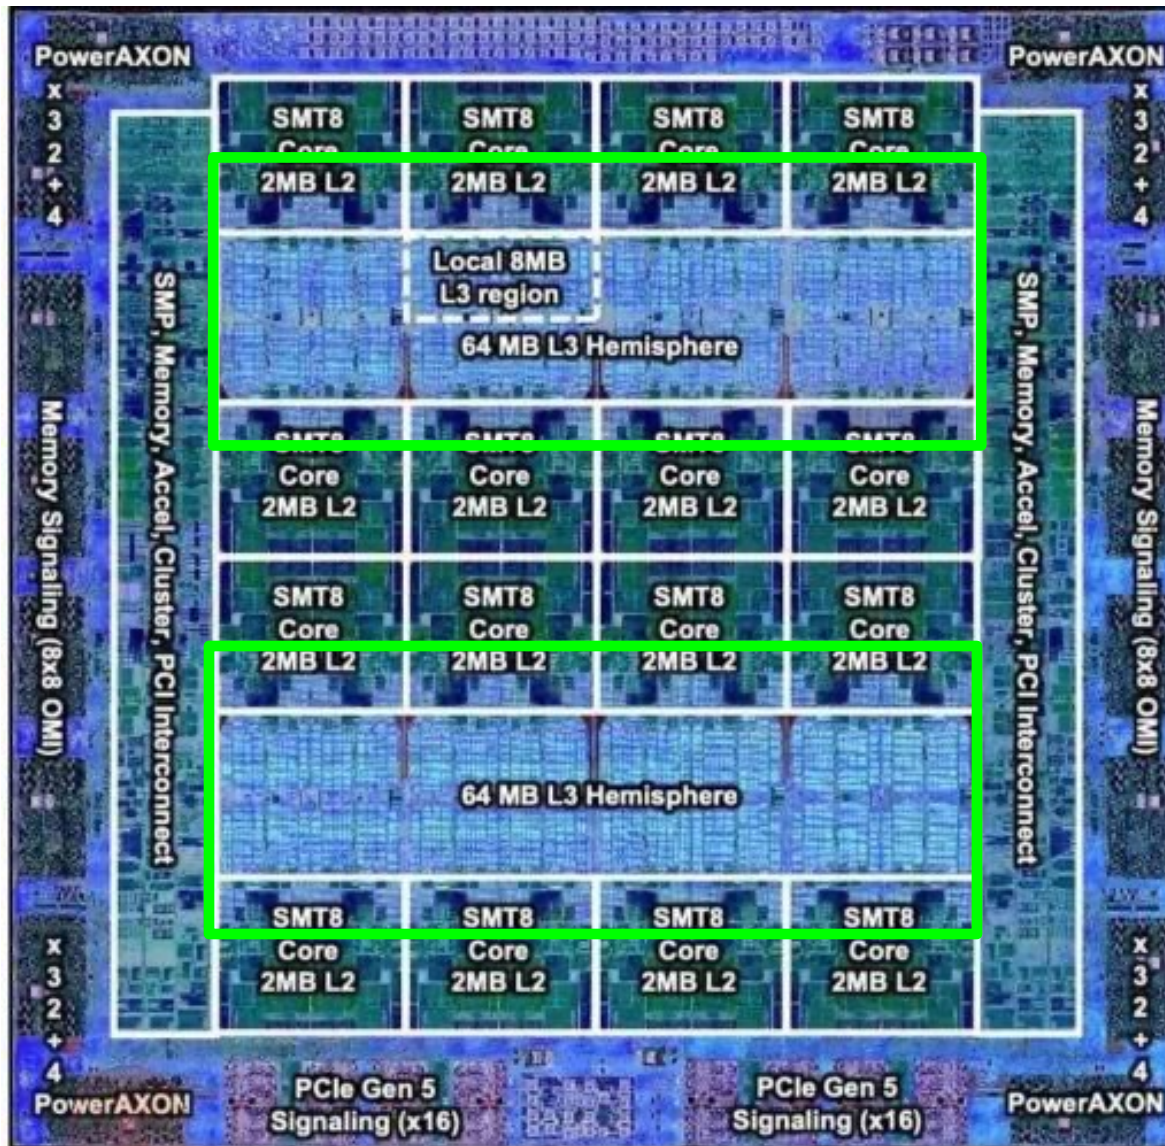 PowerAXON
PowerAXON
x
3
2
+
4
x
3
2
+
4
SMT8
Core
2MB L2
SMT8
Core
2MB L2
SMT8
Core
2MB L2
SMT8
Core
2MB L2
Local 8MB
L3 region
64 MB L3 Hemisphere
SMP, Memory, Accel, Cluster, PCI Interconnect
SMP, Memory, Accel, Cluster, PCI Interconnect
Memory Signaling (8x8 OMI)
Memory Signaling (8x8 OMI)
SMT8
Core
2MB L2
SMT8
Core
2MB L2
SMT8
Core
2MB L2
SMT8
Core
2MB L2
SMT8
Core
2MB L2
SMT8
Core
2MB L2
SMT8
Core
2MB L2
SMT8
Core
2MB L2
64 MB L3 Hemisphere
SMT8
Core
2MB L2
SMT8
Core
2MB L2
SMT8
Core
2MB L2
SMT8
Core
2MB L2
x
3
2
+
4
x
3
2
+
4
PowerAXON
PCIe Gen 5
Signaling (x16)
PCIe Gen 5
Signaling (x16)
PowerAXON